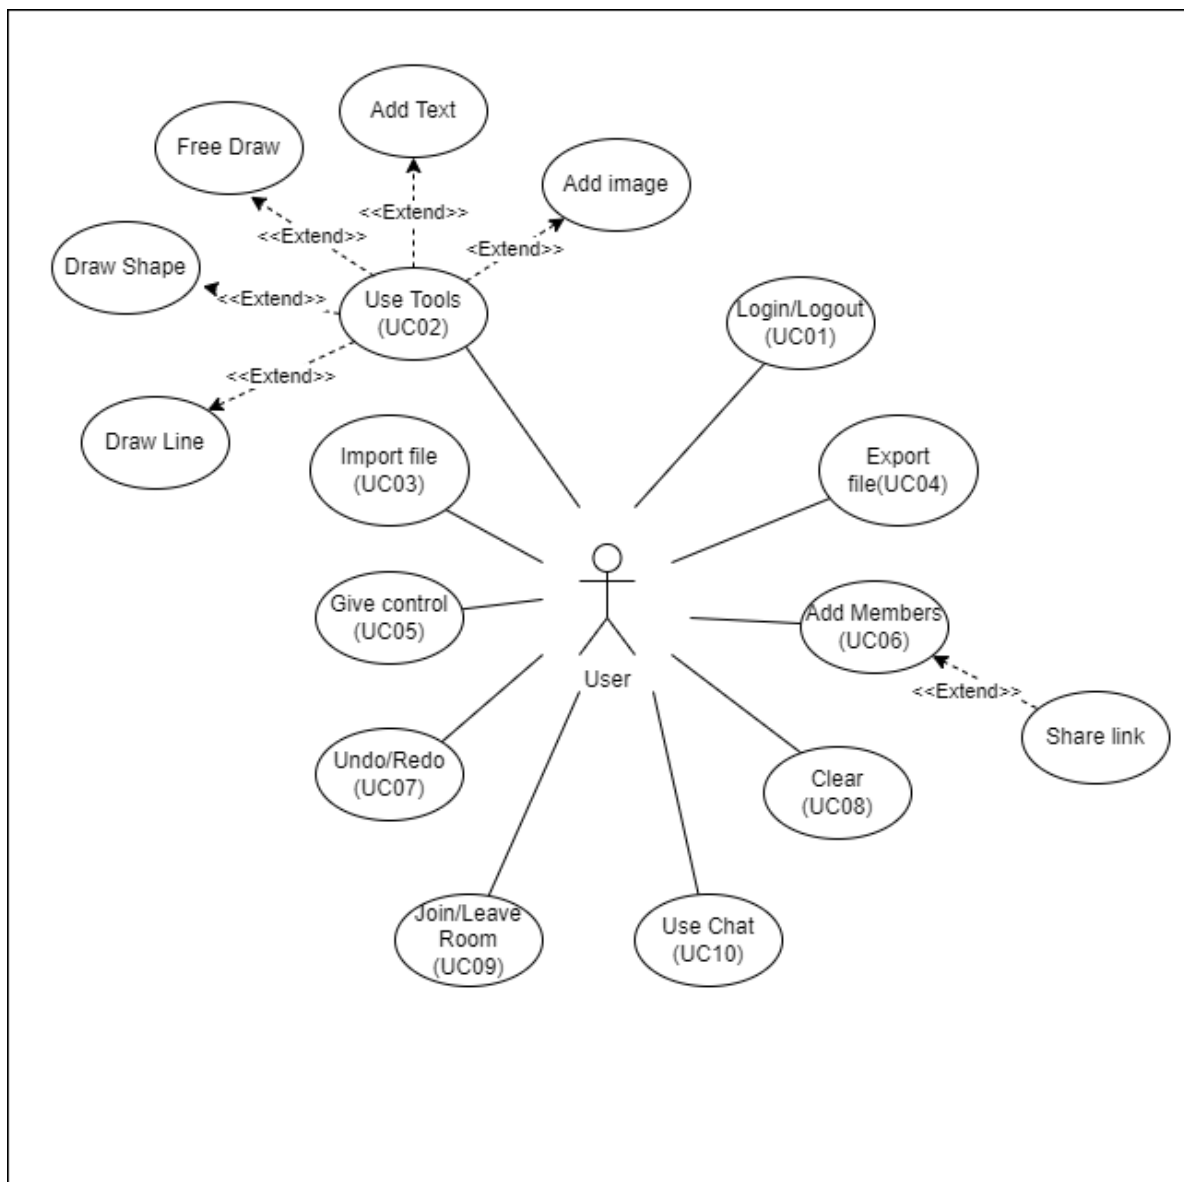 Add Text
Free Draw
Add image
<<Extend>>
<<Extend>>
<Extend>>
Draw Shape
<<Extend>>
Use Tools
(UC02)
Login/Logout
(UC01)
<<Extend>>
Draw Line
Import file
(UC03)
Export
file(UC04)
Give control
(UC05)
Add Members
(UC06)
User
<<Extend>>
Share link
Undo/Redo
(UC07)
Clear
(UC08)
Join/Leave
Room
(UC09)
Use Chat
(UC10)